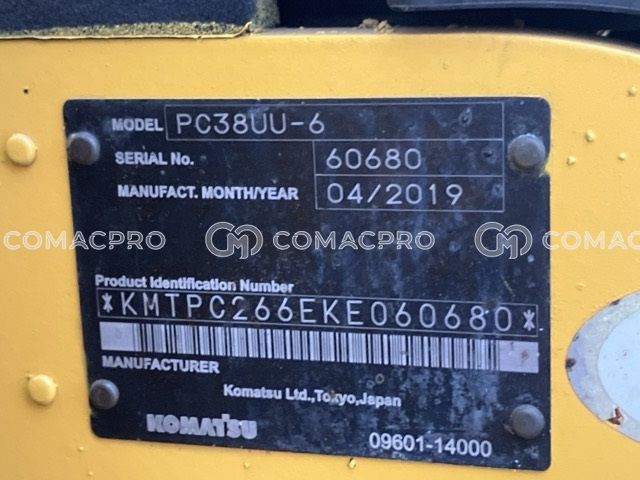 MODEL PC38UU-6
SERIAL No. 60680
MANUFACT. MONTH/YEAR 04/2019
COMACPRO COMACPRO COMACPRO
Product Identification Number
*KMTPC266EKE060680*
MANUFACTURER
Komatsu Ltd.,Tokyo,Japan
KOMATSU
09601-14000